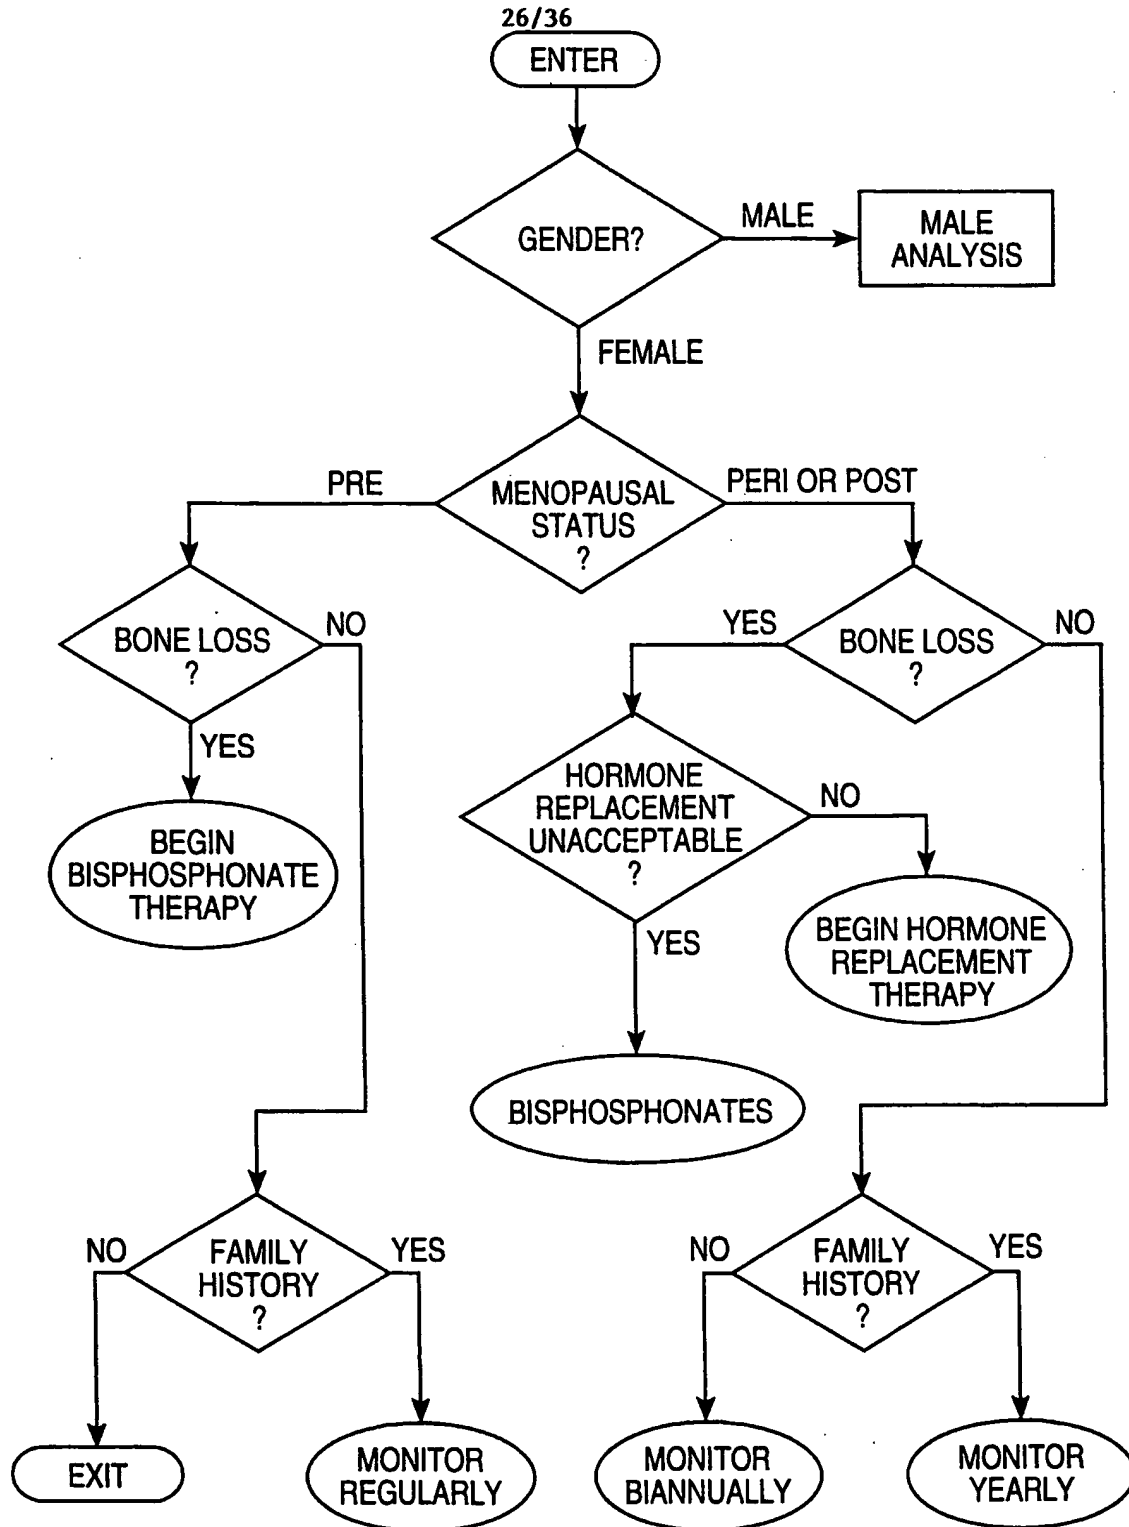 26/36
ENTER
GENDER?
MALE
MALE
ANALYSIS
FEMALE
PRE
MENOPAUSAL
STATUS
?
PERI OR POST
BONE LOSS
?
NO
YES
BEGIN
BISPHOSPHONATE
THERAPY
YES
BONE LOSS
?
NO
HORMONE
REPLACEMENT
UNACCEPTABLE
?
NO
BEGIN HORMONE
REPLACEMENT
THERAPY
YES
BISPHOSPHONATES
NO
FAMILY
HISTORY
?
YES
EXIT
MONITOR
REGULARLY
NO
FAMILY
HISTORY
?
YES
MONITOR
BIANNUALLY
MONITOR
YEARLY